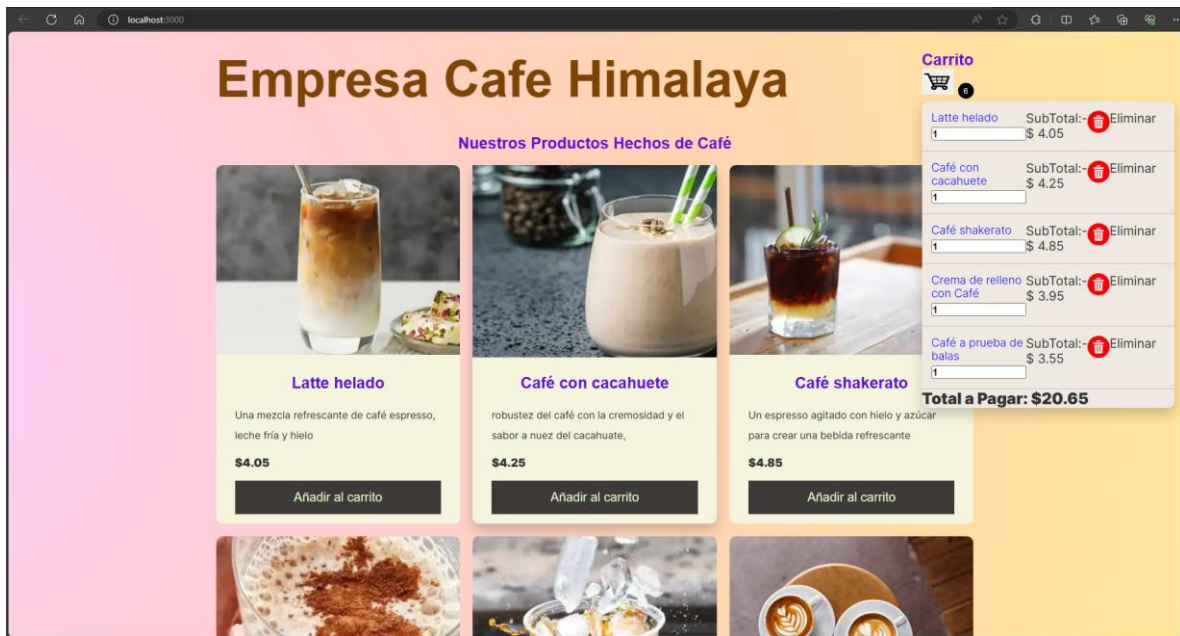 localhost:3000
Empresa Cafe Himalaya
Carrito
6
Nuestros Productos Hechos de Café
Latte helado
1
SubTotal:-
$ 4.05
Eliminar
Café con
cacahuete
1
SubTotal:-
$ 4.25
Eliminar
Café shakerato
1
SubTotal:-
$ 4.85
Eliminar
Crema de relleno
con Café
1
SubTotal:-
$ 3.95
Eliminar
Café a prueba de
balas
1
SubTotal:-
$ 3.55
Eliminar
Total a Pagar: $20.65
Latte helado
Una mezcla refrescante de café espresso,
leche fría y hielo
$4.05
Añadir al carrito
Café con cacahuete
robustez del café con la cremosidad y el
sabor a nuez del cacahuate,
$4.25
Añadir al carrito
Café shakerato
Un espresso agitado con hielo y azúcar
para crear una bebida refrescante
$4.85
Añadir al carrito